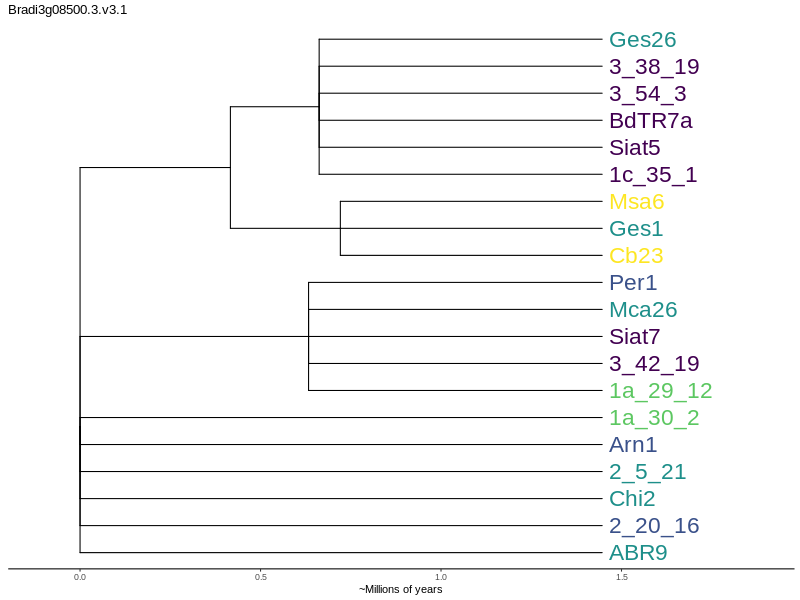 Bradi3g08500.3.v3.1
Ges26
3_38_19
3_54_3
BdTR7a
Siat5
1c_35_1
Msa6
Ges1
Cb23
Per1
Mca26
Siat7
3_42_19
1a_29_12
1a_30_2
Arn1
2_5_21
Chi2
2_20_16
ABR9
0.0 0.5 1.0 1.5
~Millions of years